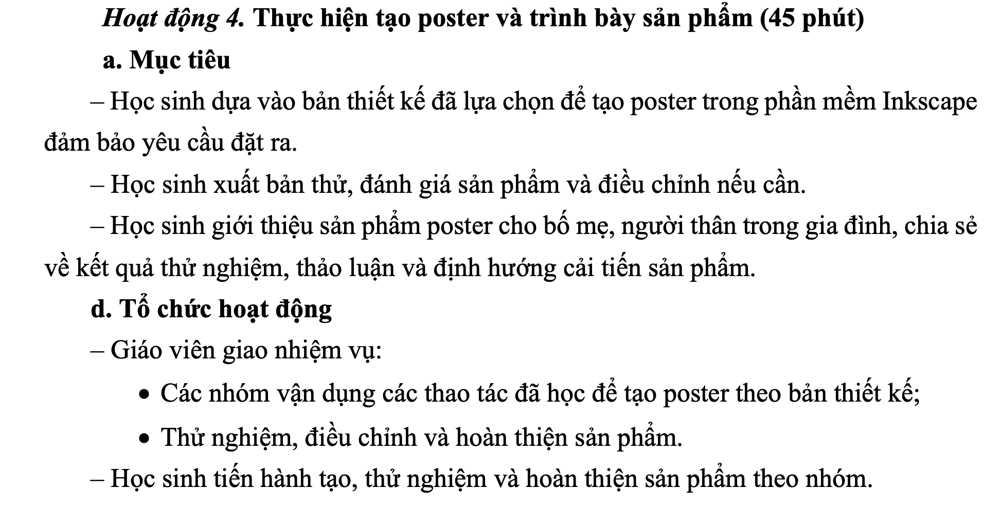 Hoạt động 4. Thực hiện tạo poster và trình bày sản phẩm (45 phút)
a. Mục tiêu
– Học sinh dựa vào bản thiết kế đã lựa chọn để tạo poster trong phần mềm Inkscape
đảm bảo yêu cầu đặt ra.
– Học sinh xuất bản thử, đánh giá sản phẩm và điều chỉnh nếu cần.
– Học sinh giới thiệu sản phẩm poster cho bố mẹ, người thân trong gia đình, chia sẻ
về kết quả thử nghiệm, thảo luận và định hướng cải tiến sản phẩm.
d. Tổ chức hoạt động
– Giáo viên giao nhiệm vụ:
• Các nhóm vận dụng các thao tác đã học để tạo poster theo bản thiết kế;
• Thử nghiệm, điều chỉnh và hoàn thiện sản phẩm.
– Học sinh tiến hành tạo, thử nghiệm và hoàn thiện sản phẩm theo nhóm.